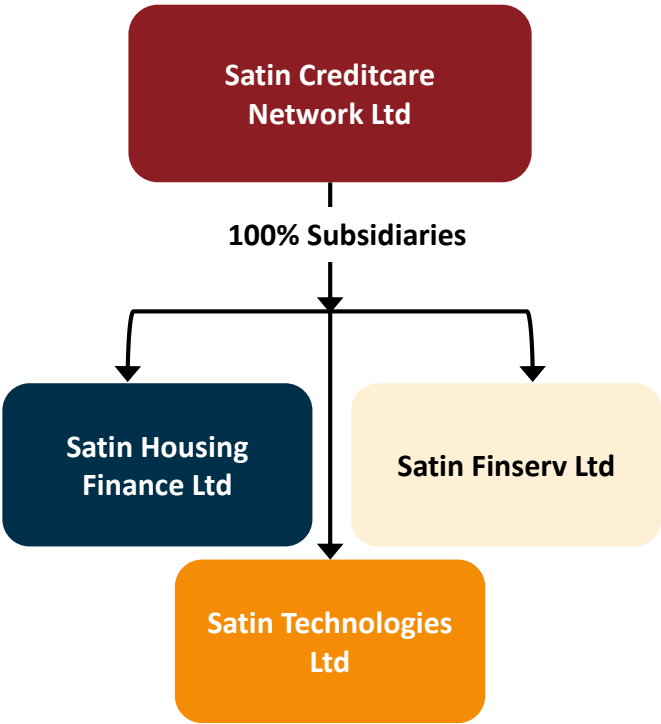 Satin Creditcare
Network Ltd
100% Subsidiaries
Satin Housing
Finance Ltd
Satin Finserv Ltd
Satin Technologies
Ltd